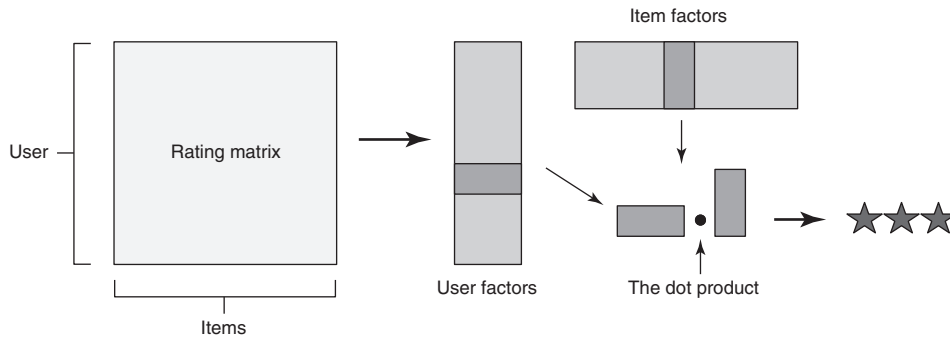 Item factors
User
Rating matrix
User factors
The dot product
Items